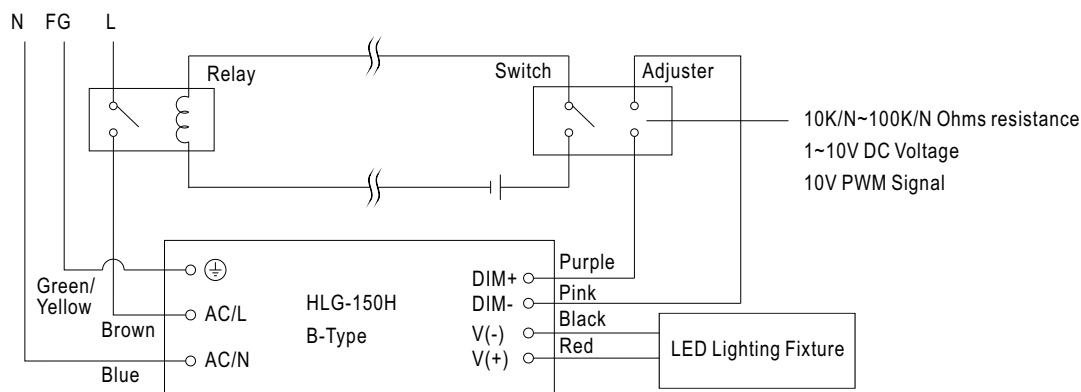 N FG L
Relay
Switch
Adjuster
10K/N~100K/N Ohms resistance
1~10V DC Voltage
10V PWM Signal
Green/
Yellow
Brown
Blue
AC/L
AC/N
HLG-150H
B-Type
DIM+
DIM-
V(-)
V(+)
Purple
Pink
Black
Red
LED Lighting Fixture